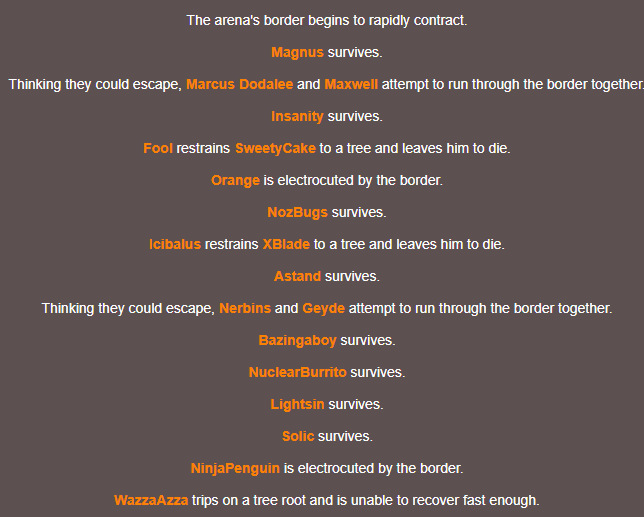 The arena's border begins to rapidly contract.
Magnus survives.
Thinking they could escape, Marcus Dodalee and Maxwell attempt to run through the border together.
Insanity survives.
Fool restrains SweetyCake to a tree and leaves him to die.
Orange is electrocuted by the border.
NozBugs survives.
Icibalus restrains XBlade to a tree and leaves him to die.
Astand survives.
Thinking they could escape, Nerbins and Geyde attempt to run through the border together.
Bazingaboy survives.
NuclearBurrito survives.
Lightsin survives.
Solic survives.
NinjaPenguin is electrocuted by the border.
WazzaAzza trips on a tree root and is unable to recover fast enough.